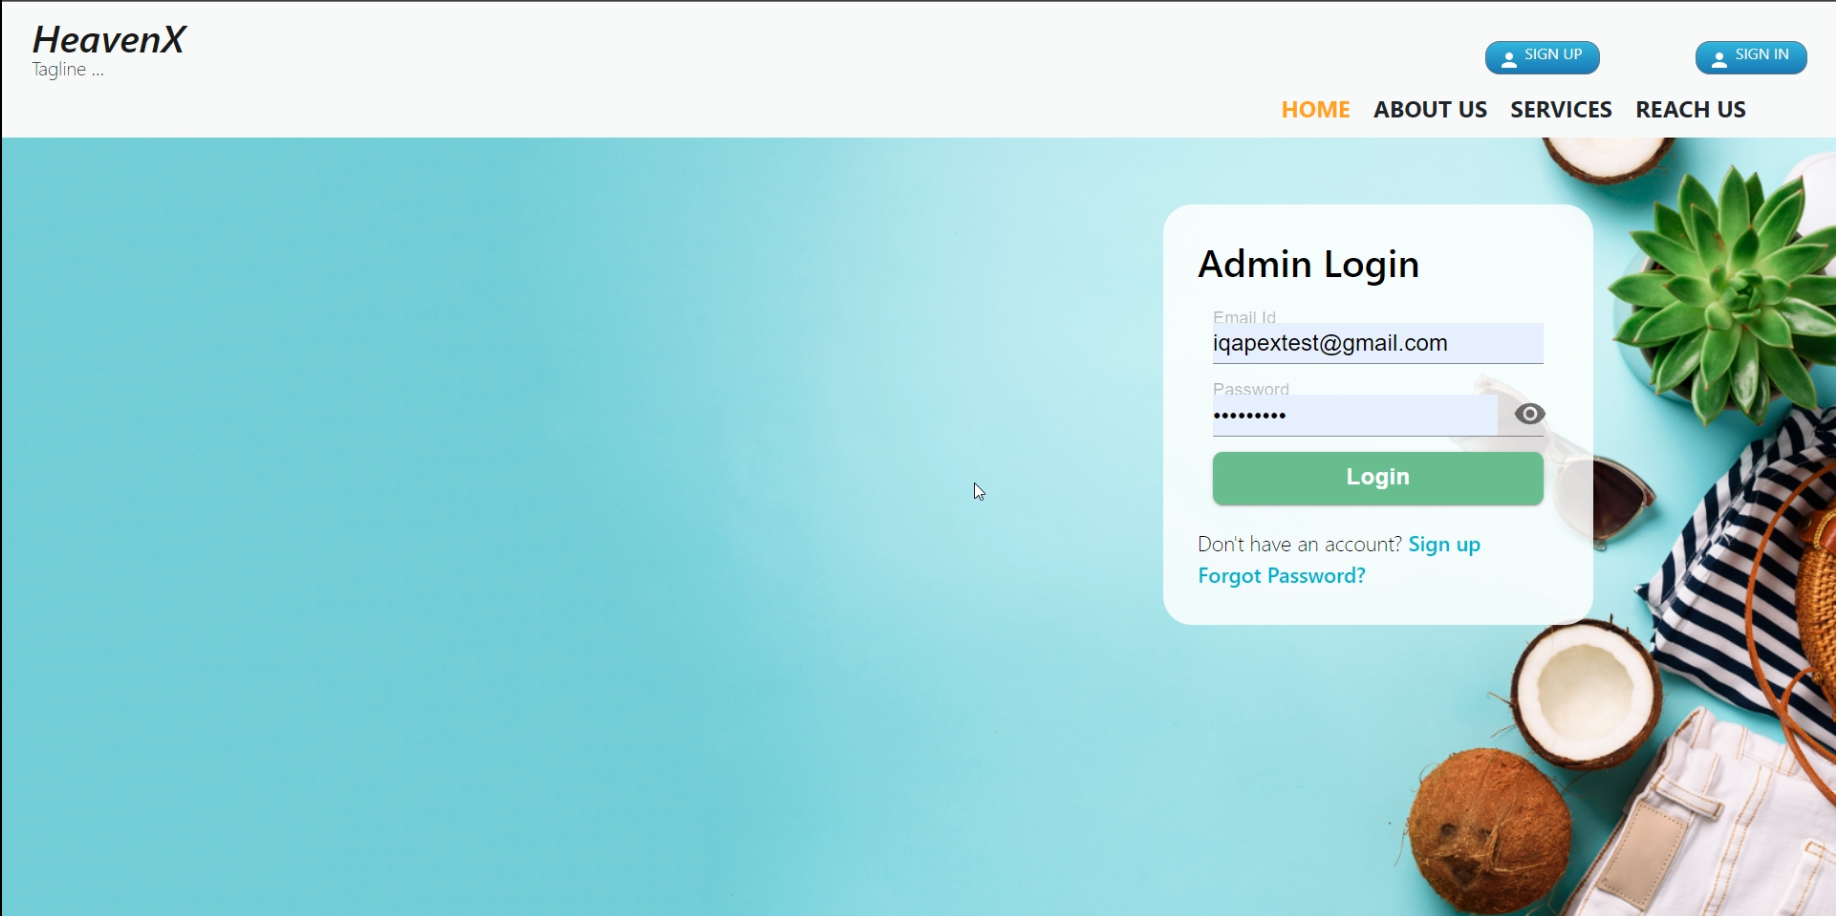 HeavenX
Tagline ...
SIGN UP
SIGN IN
HOME ABOUT US SERVICES REACH US
Admin Login
Email Id
iqapextest@gmail.com
Password
•••••••••
Login
Don't have an account? Sign up
Forgot Password?